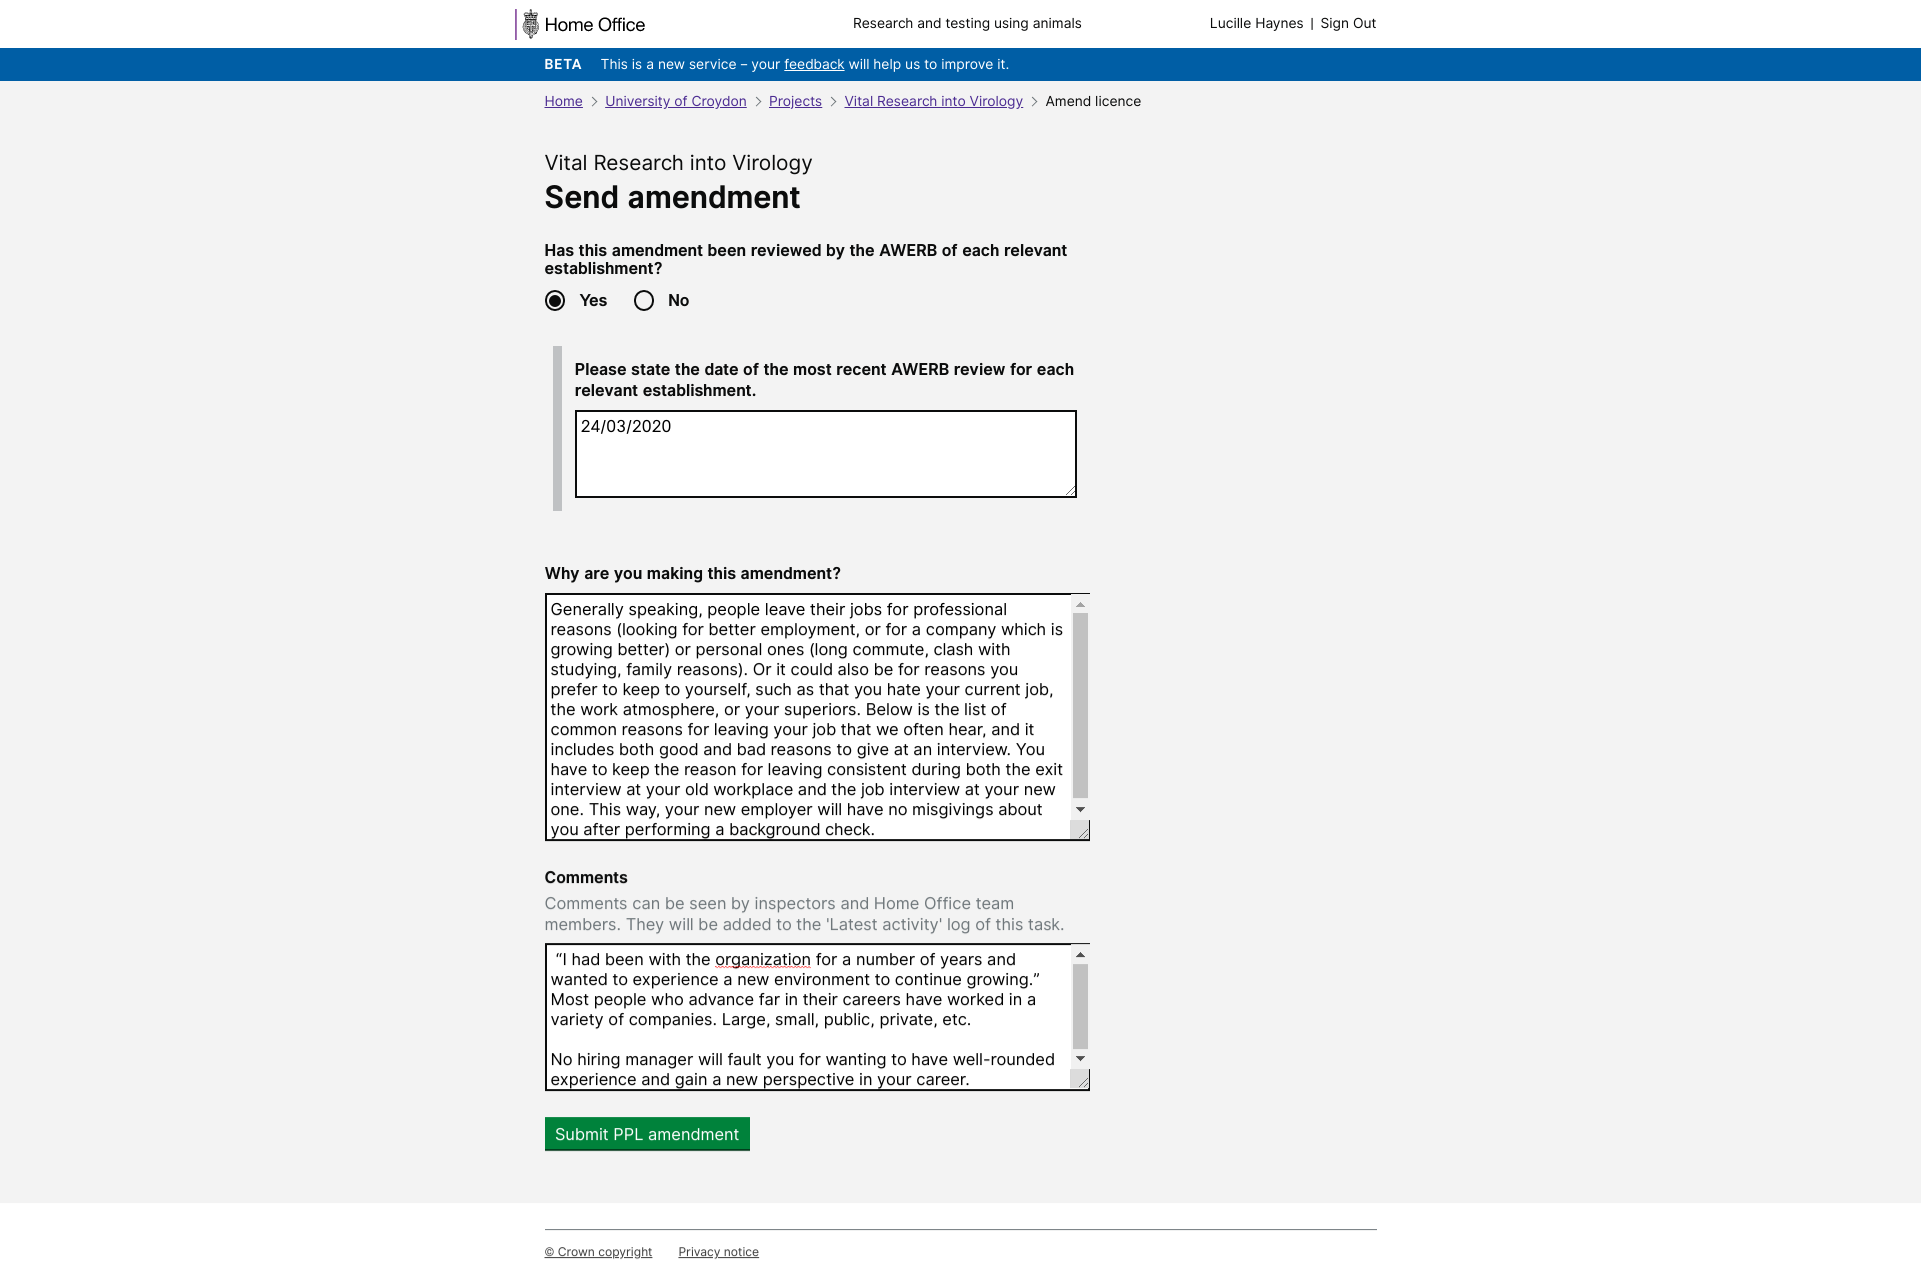 Home Office
Research and testing using animals
Lucille Haynes | Sign Out
BETA This is a new service – your feedback will help us to improve it.
Home > University of Croydon > Projects > Vital Research into Virology > Amend licence
Vital Research into Virology
Send amendment
Has this amendment been reviewed by the AWERB of each relevant
establishment?
Yes No
Please state the date of the most recent AWERB review for each
relevant establishment.
24/03/2020
Why are you making this amendment?
Generally speaking, people leave their jobs for professional
reasons (looking for better employment, or for a company which is
growing better) or personal ones (long commute, clash with
studying, family reasons). Or it could also be for reasons you
prefer to keep to yourself, such as that you hate your current job,
the work atmosphere, or your superiors. Below is the list of
common reasons for leaving your job that we often hear, and it
includes both good and bad reasons to give at an interview. You
have to keep the reason for leaving consistent during both the exit
interview at your old workplace and the job interview at your new
one. This way, your new employer will have no misgivings about
you after performing a background check.
Comments
Comments can be seen by inspectors and Home Office team
members. They will be added to the 'Latest activity' log of this task.
“I had been with the organization for a number of years and
wanted to experience a new environment to continue growing.”
Most people who advance far in their careers have worked in a
variety of companies. Large, small, public, private, etc.
No hiring manager will fault you for wanting to have well-rounded
experience and gain a new perspective in your career.
Submit PPL amendment
© Crown copyright Privacy notice